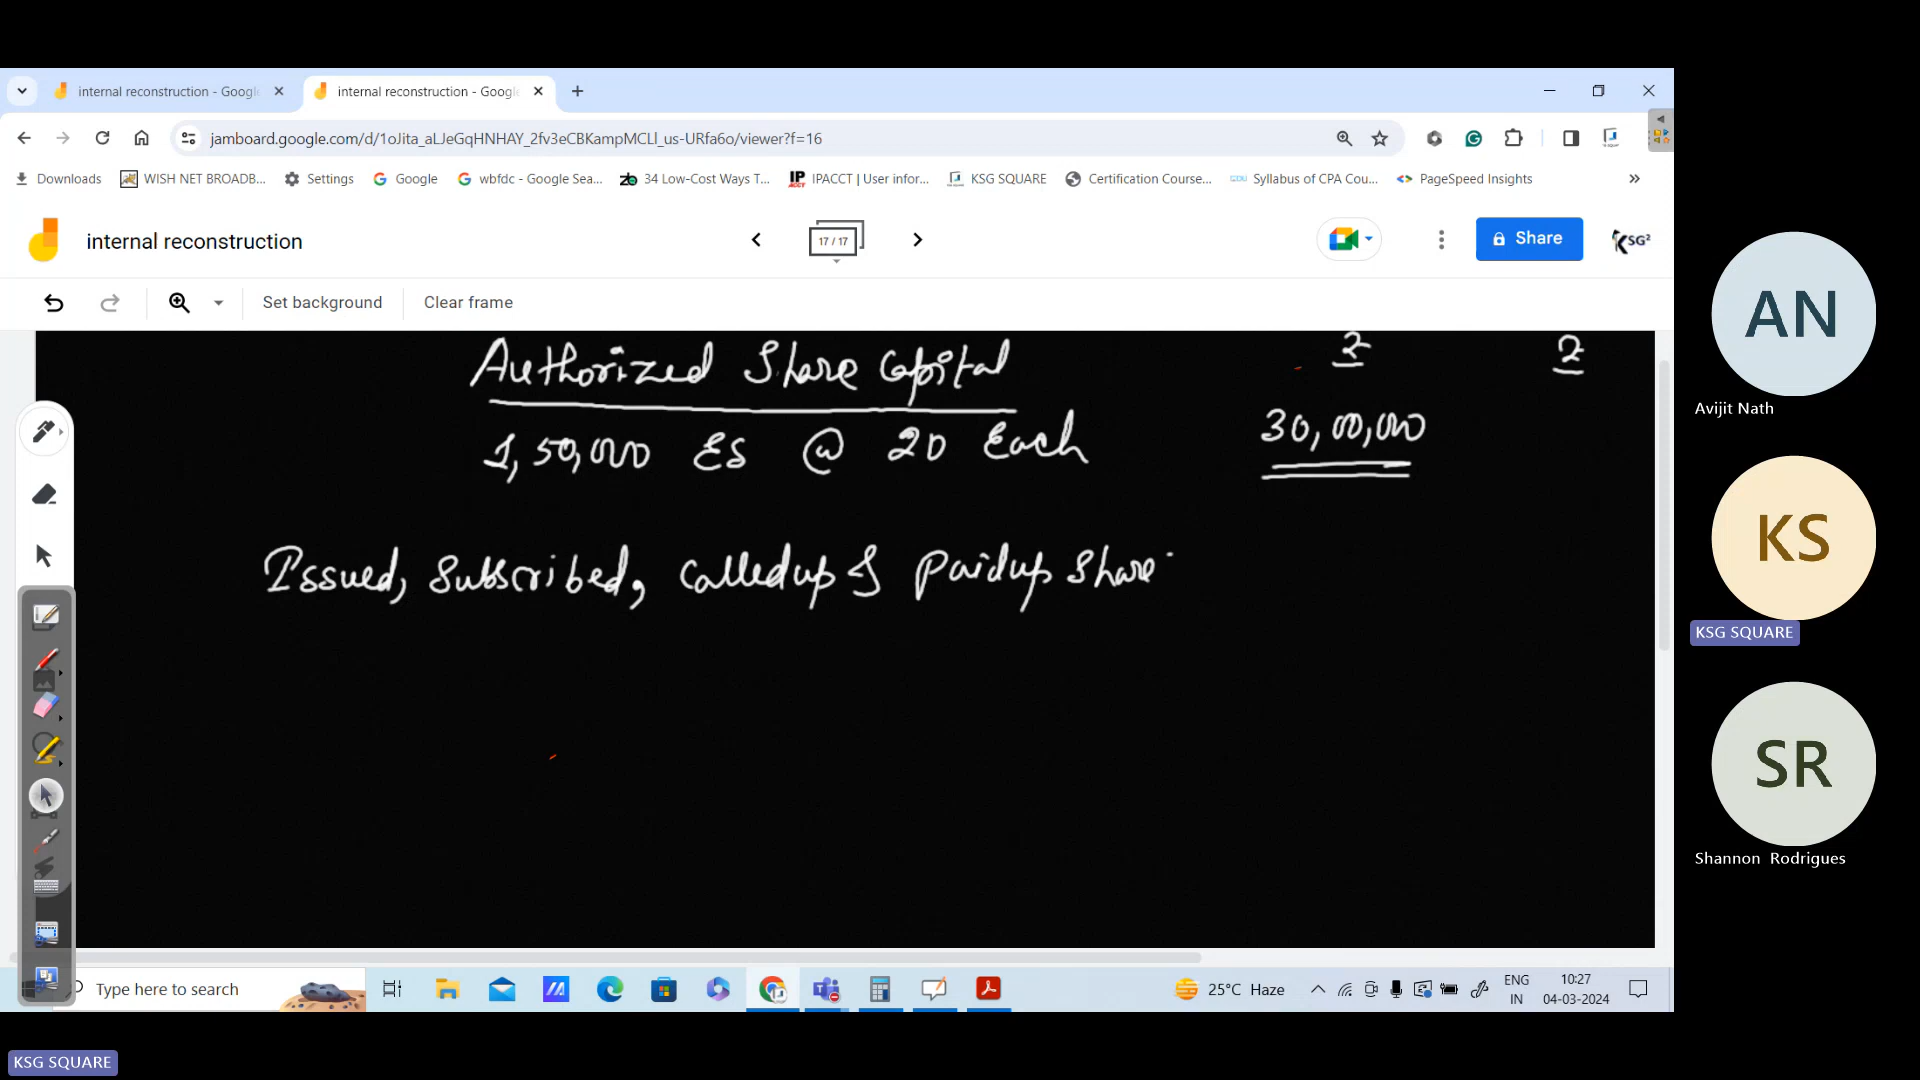 internal reconstruction - Googl
internal reconstruction - Google
jamboard.google.com/d/1oJita_aLJeGqHNHAY_2fv3eCBKampMCLl_us-URfa6o/viewer?f=16
Downloads WISH NET BROADB... Settings Google wbfdc - Google Sea... 34 Low-Cost Ways T... IPACCT | User infor... KSG SQUARE Certification Course... Syllabus of CPA Cou... PageSpeed Insights
internal reconstruction 17 / 17 Share KSG²
Set background Clear frame
Authorized Share Capital
1,50,000 ES @ 20 Each 30,00,000
Issued, Subscribed, Calledup & Paidup Share
AN
Avijit Nath
KS
KSG SQUARE
SR
Shannon Rodrigues
Type here to search 25°C Haze ENG IN 10:27 04-03-2024
KSG SQUARE